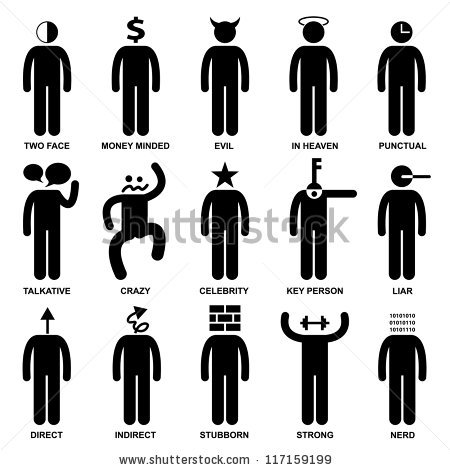 $
TWO FACE MONEY MINDED EVIL IN HEAVEN PUNCTUAL
TALKATIVE CRAZY CELEBRITY KEY PERSON LIAR
10101010
01010110
10101110
DIRECT INDIRECT STUBBORN STRONG NERD
shutterstock
www.shutterstock.com · 117159199